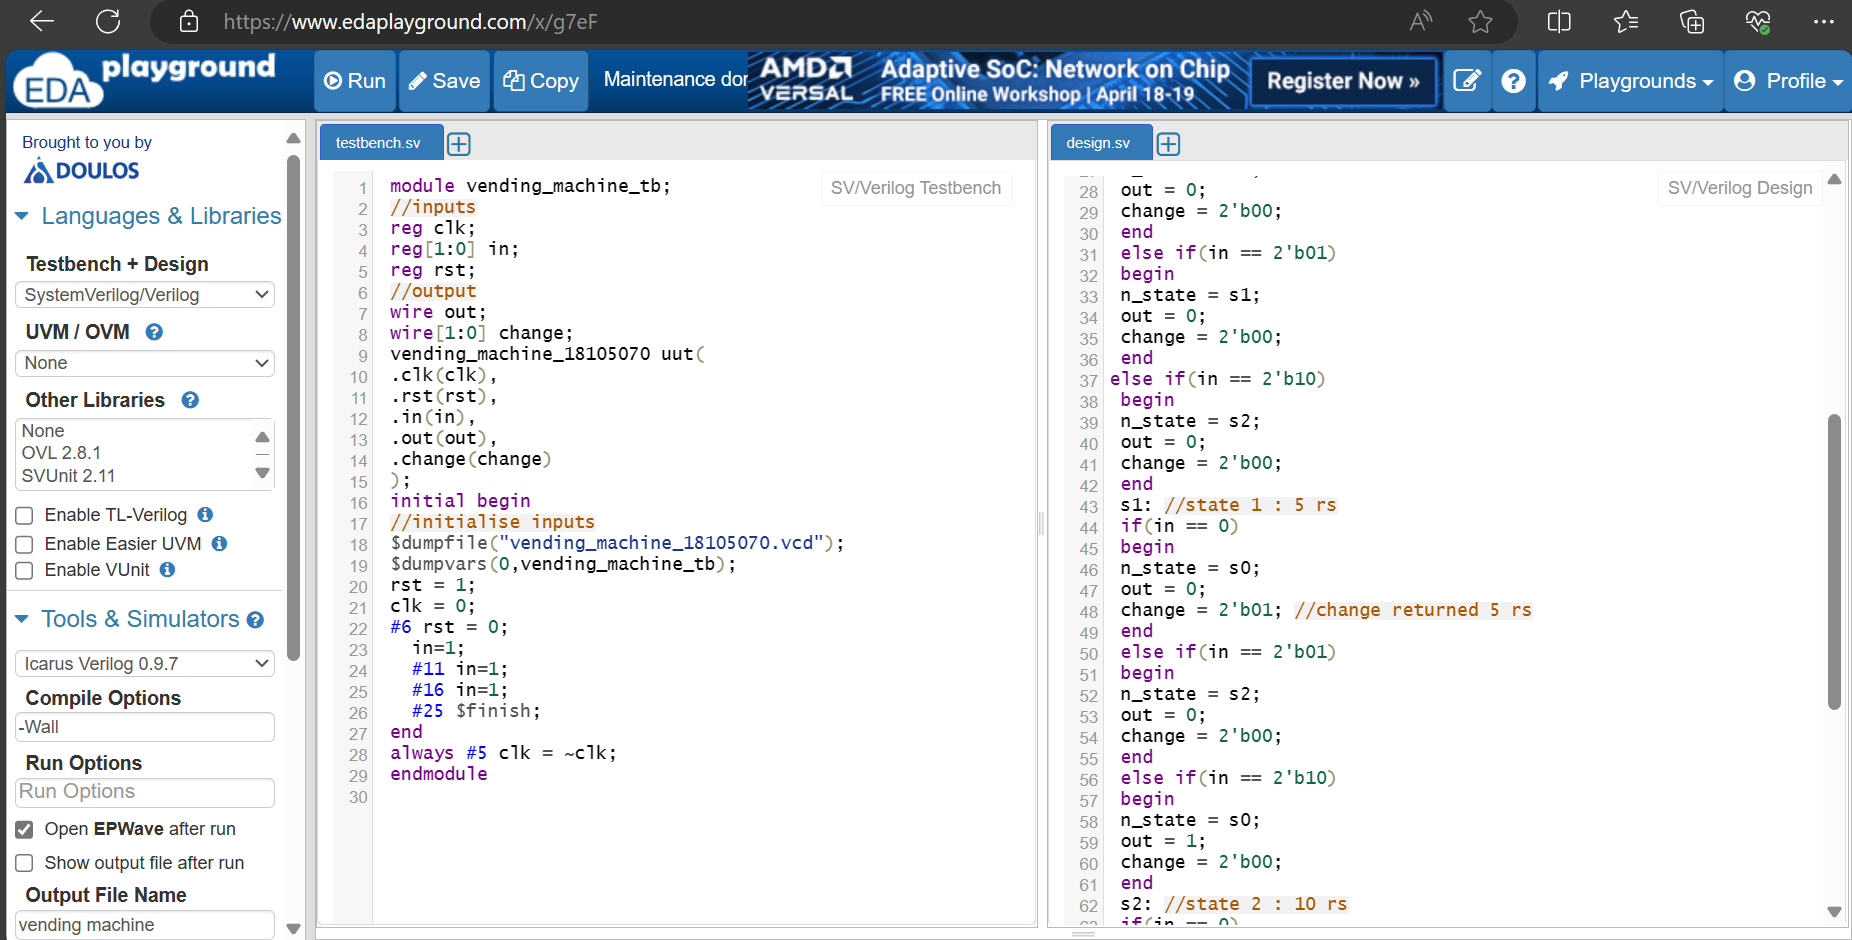 https://www.edaplayground.com/x/g7eF
EDA playground
Run
Save
Copy
Maintenance dor
AMD VERSAL
Adaptive SoC: Network on Chip
FREE Online Workshop | April 18-19
Register Now »
Playgrounds
Profile
Brought to you by
DOULOS
Languages & Libraries
Testbench + Design
SystemVerilog/Verilog
UVM / OVM
None
Other Libraries
None
OVL 2.8.1
SVUnit 2.11
Enable TL-Verilog
Enable Easier UVM
Enable VUnit
Tools & Simulators
Icarus Verilog 0.9.7
Compile Options
-Wall
Run Options
Run Options
Open EPWave after run
Show output file after run
Output File Name
vending machine
testbench.sv
SV/Verilog Testbench
1 module vending_machine_tb;
2 //inputs
3 reg clk;
4 reg[1:0] in;
5 reg rst;
6 //output
7 wire out;
8 wire[1:0] change;
9 vending_machine_18105070 uut(
10 .clk(clk),
11 .rst(rst),
12 .in(in),
13 .out(out),
14 .change(change)
15 );
16 initial begin
17 //initialise inputs
18 $dumpfile("vending_machine_18105070.vcd");
19 $dumpvars(0,vending_machine_tb);
20 rst = 1;
21 clk = 0;
22 #6 rst = 0;
23 in=1;
24 #11 in=1;
25 #16 in=1;
26 #25 $finish;
27 end
28 always #5 clk = ~clk;
29 endmodule
30
design.sv
SV/Verilog Design
28 out = 0;
29 change = 2'b00;
30 end
31 else if(in == 2'b01)
32 begin
33 n_state = s1;
34 out = 0;
35 change = 2'b00;
36 end
37 else if(in == 2'b10)
38 begin
39 n_state = s2;
40 out = 0;
41 change = 2'b00;
42 end
43 s1: //state 1 : 5 rs
44 if(in == 0)
45 begin
46 n_state = s0;
47 out = 0;
48 change = 2'b01; //change returned 5 rs
49 end
50 else if(in == 2'b01)
51 begin
52 n_state = s2;
53 out = 0;
54 change = 2'b00;
55 end
56 else if(in == 2'b10)
57 begin
58 n_state = s0;
59 out = 1;
60 change = 2'b00;
61 end
62 s2: //state 2 : 10 rs
if(in == 0)